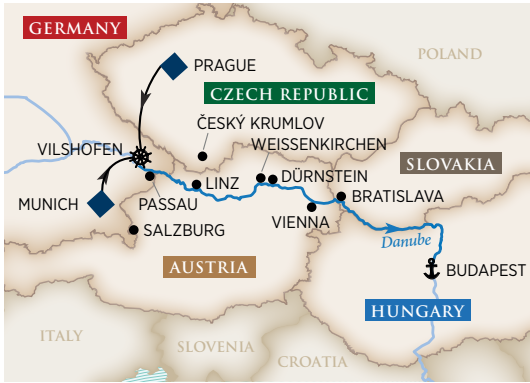 GERMANY
POLAND
PRAGUE
CZECH REPUBLIC
ČESKÝ KRUMLOV
WEISSENKIRCHEN
VILSHOFEN
SLOVAKIA
DÜRNSTEIN
LINZ
BRATISLAVA
MUNICH
PASSAU
VIENNA
SALZBURG
Danube
AUSTRIA
BUDAPEST
HUNGARY
ITALY
SLOVENIA
CROATIA